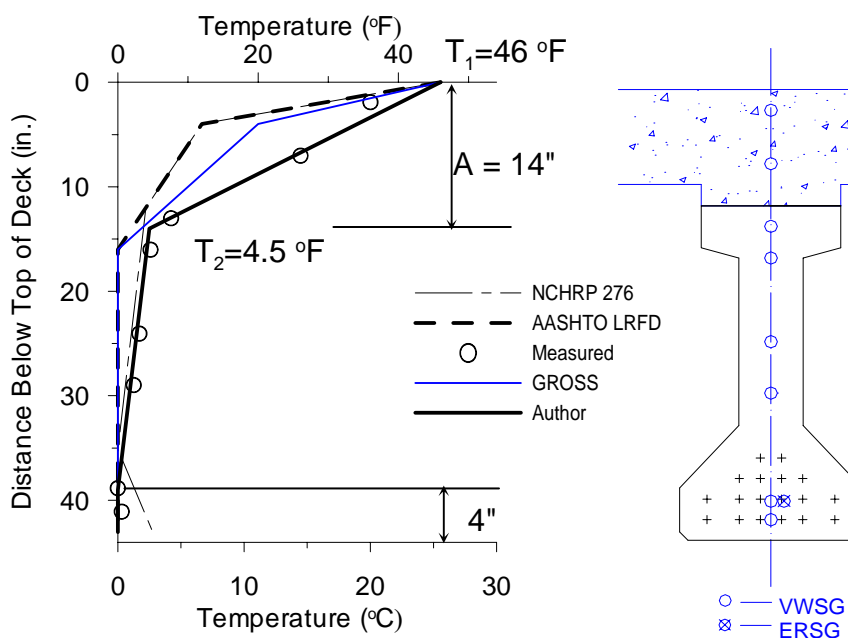 Temperature (°F)
0 20 40
T₁=46 °F
0
10
20
30
40
Distance Below Top of Deck (in.)
A = 14"
T₂=4.5 °F
NCHRP 276
AASHTO LRFD
Measured
GROSS
Author
4"
0 10 20 30
Temperature (°C)
VWSG
ERSG